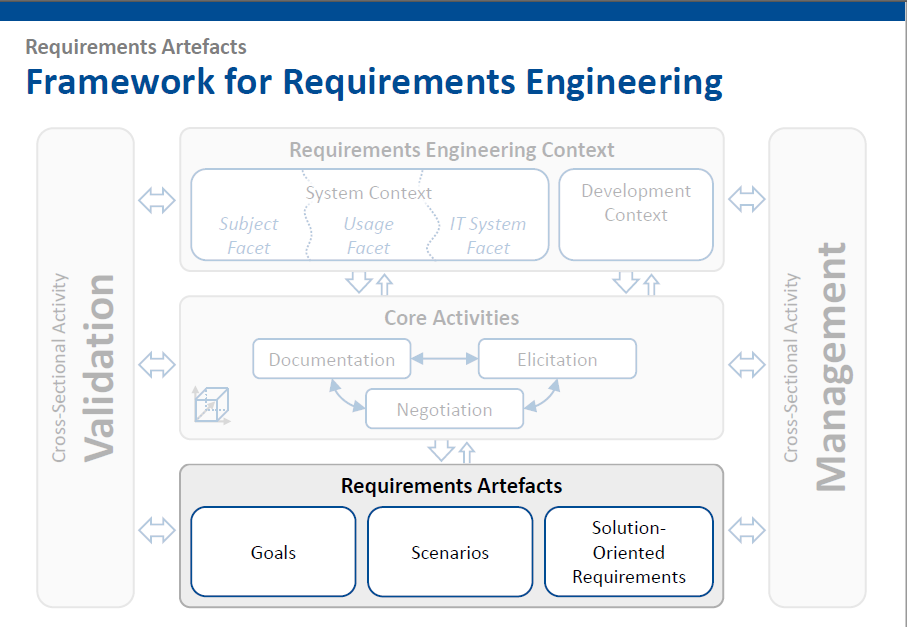 Requirements Artefacts
Framework for Requirements Engineering
Cross-Sectional Activity
Validation
Requirements Engineering Context
System Context
Subject
Facet
Usage
Facet
IT System
Facet
Development
Context
Core Activities
Documentation
Elicitation
Negotiation
Requirements Artefacts
Goals
Scenarios
Solution-
Oriented
Requirements
Cross-Sectional Activity
Management